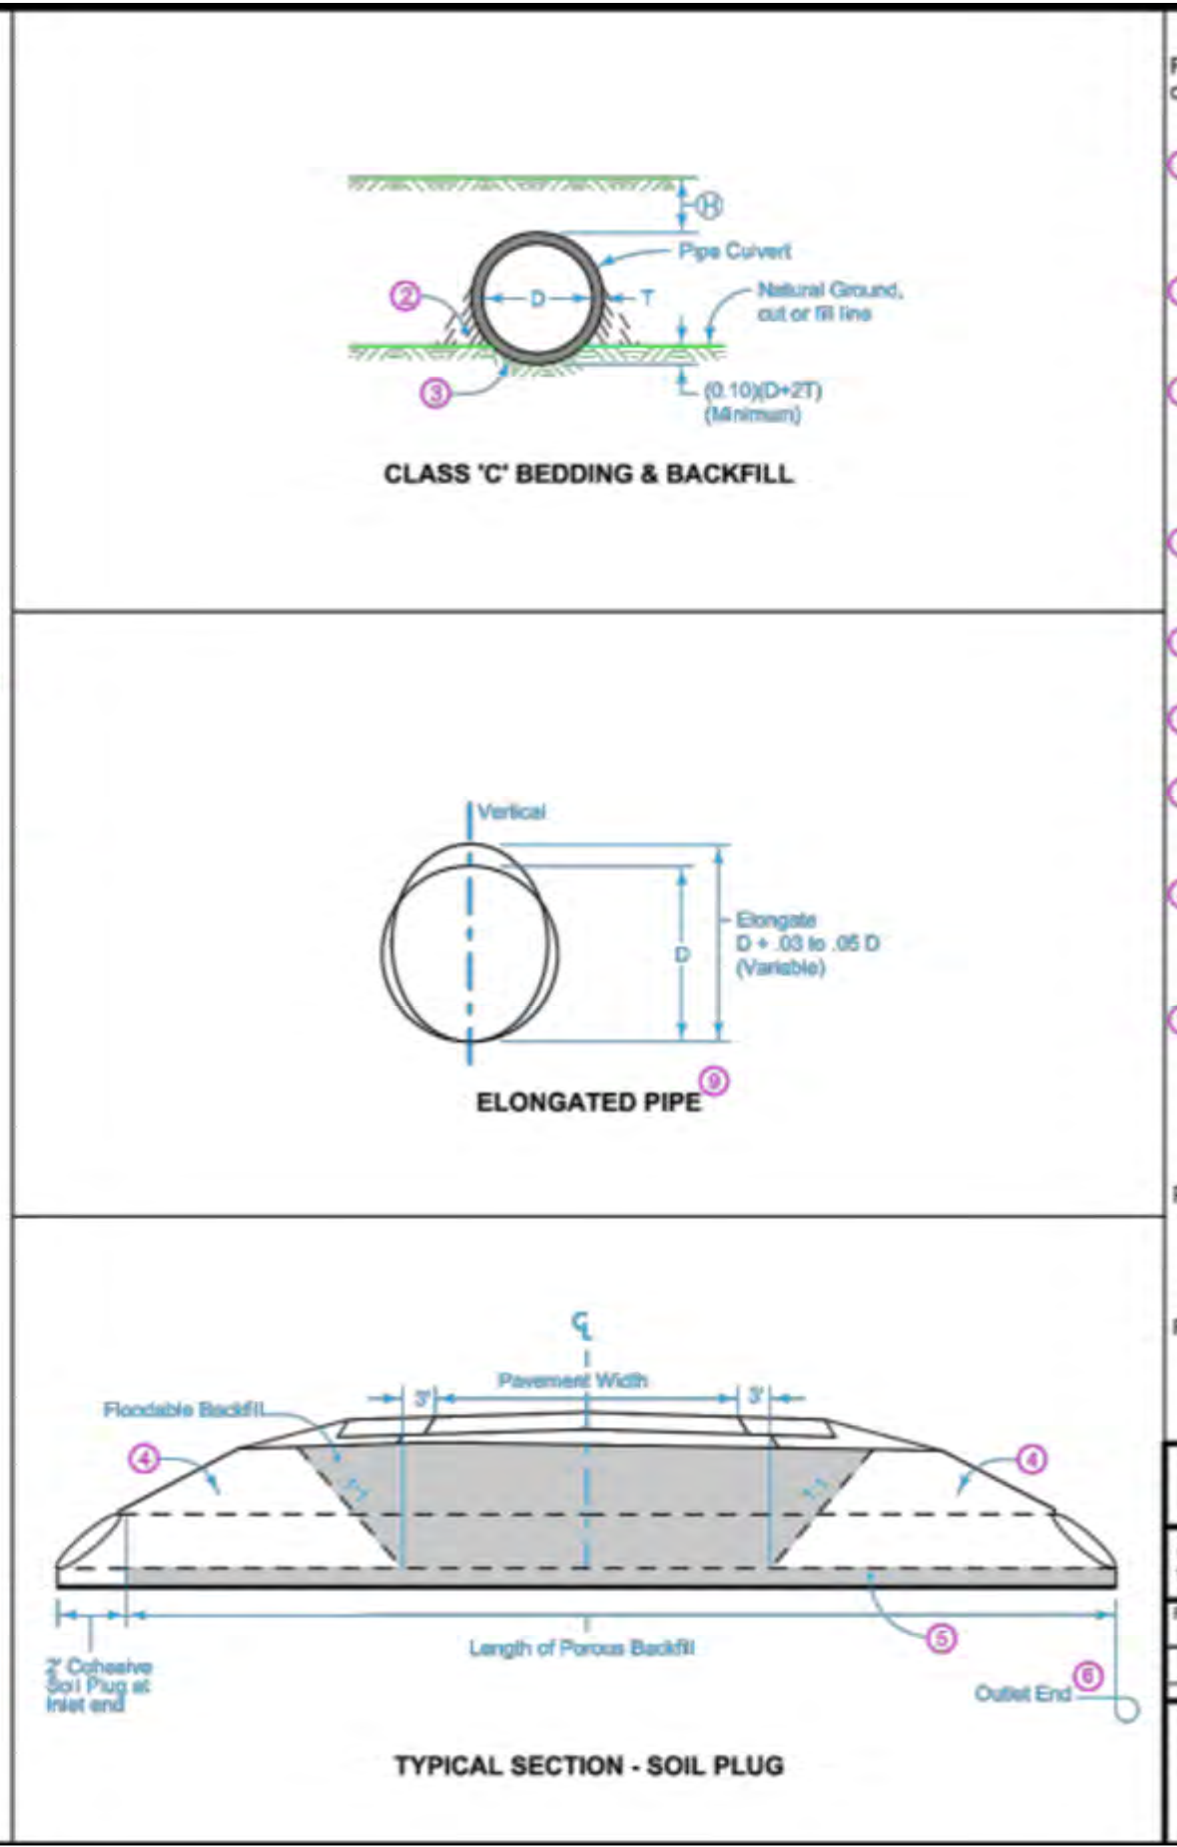 H
Pipe Culvert
2
D
T
Natural Ground,
cut or fill line
3
(0.10)(D+2T)
(Minimum)
CLASS 'C' BEDDING & BACKFILL
Vertical
Elongate
D + .03 to .05 D
(Variable)
D
9
ELONGATED PIPE
℄
Pavement Width
3'
3'
Floodable Backfill
4
4
1:1
1:1
5
Length of Porous Backfill
2' Cohesive
Soil Plug at
Inlet end
6
Outlet End
TYPICAL SECTION - SOIL PLUG